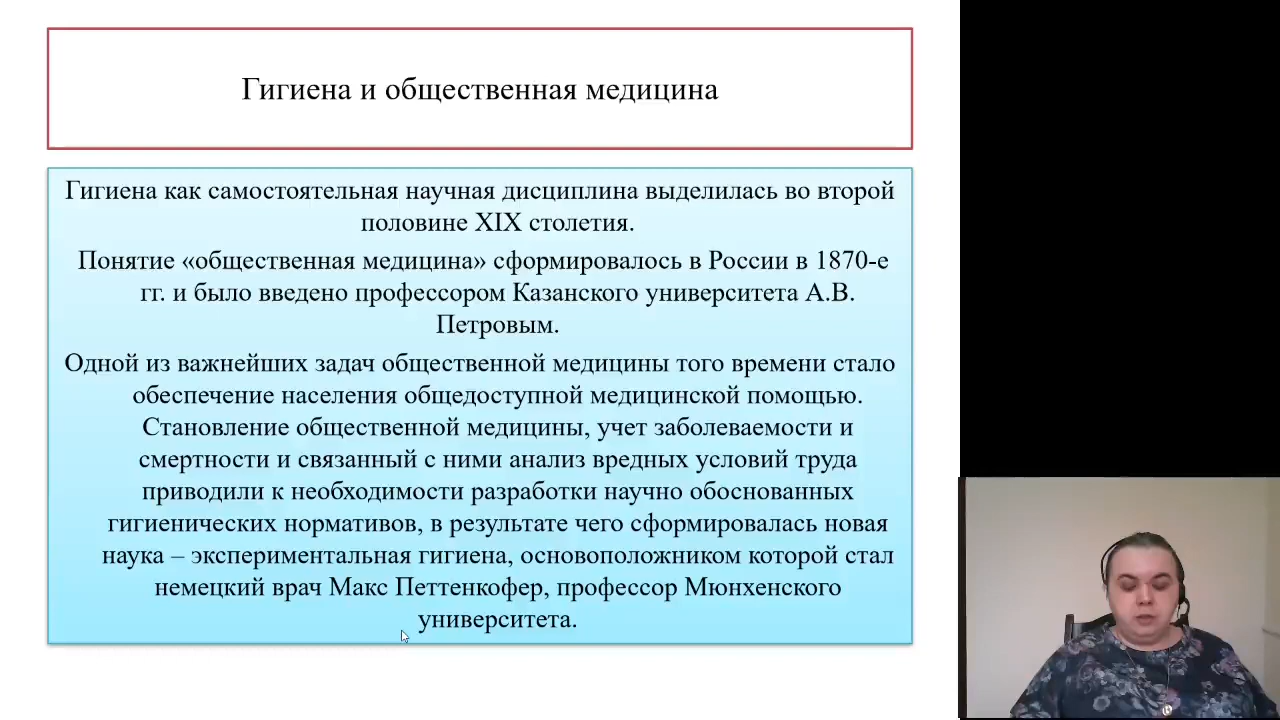 Гигиена и общественная медицина
Гигиена как самостоятельная научная дисциплина выделилась во второй
половине XIX столетия.
Понятие «общественная медицина» сформировалось в России в 1870-е
гг. и было введено профессором Казанского университета А.В.
Петровым.
Одной из важнейших задач общественной медицины того времени стало
обеспечение населения общедоступной медицинской помощью.
Становление общественной медицины, учет заболеваемости и
смертности и связанный с ними анализ вредных условий труда
приводили к необходимости разработки научно обоснованных
гигиенических нормативов, в результате чего сформировалась новая
наука – экспериментальная гигиена, основоположником которой стал
немецкий врач Макс Петтенкофер, профессор Мюнхенского
университета.